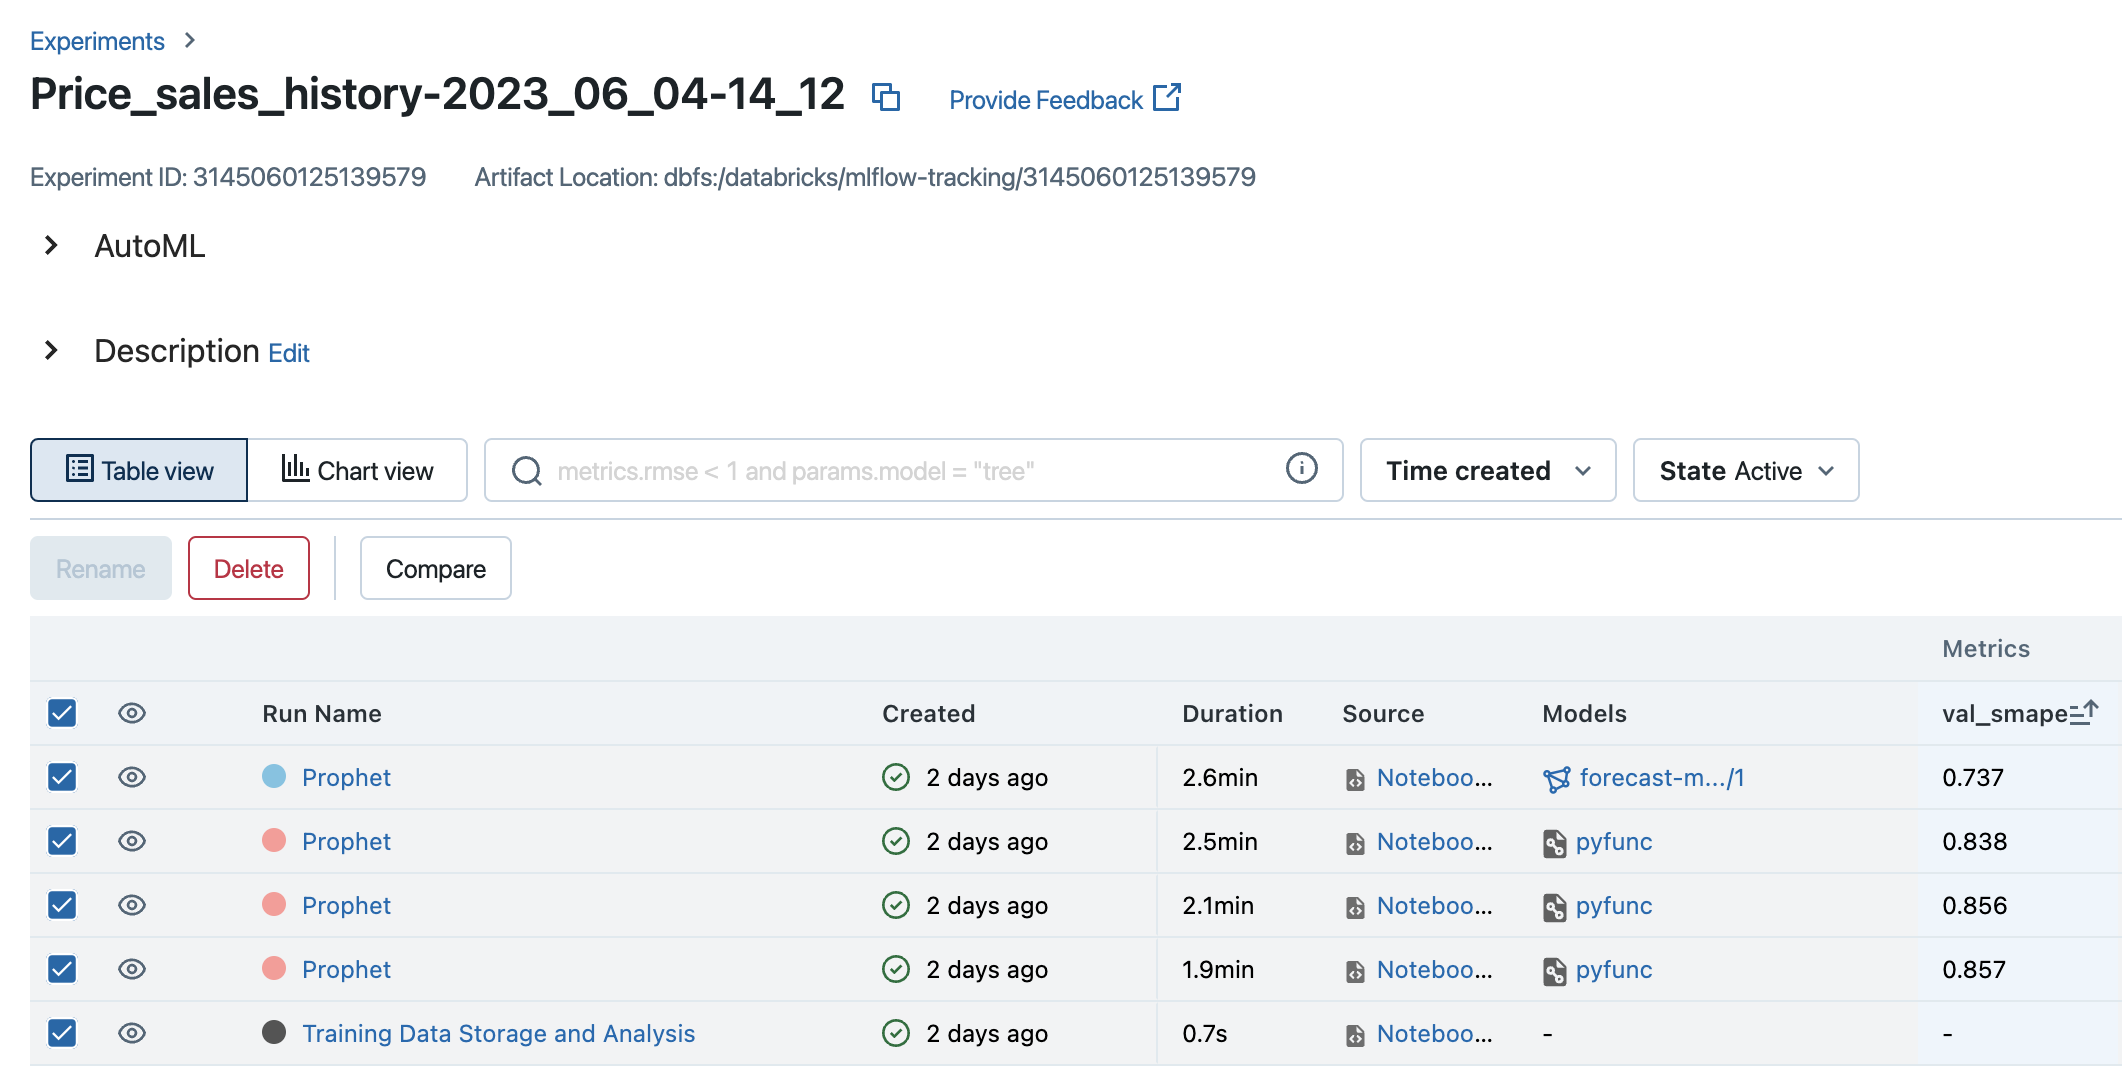 Experiments
Price_sales_history-2023_06_04-14_12 Provide Feedback
Experiment ID: 3145060125139579 Artifact Location: dbfs:/databricks/mlflow-tracking/3145060125139579
AutoML
Description Edit
Table view Chart view metrics.rmse < 1 and params.model = "tree" Time created State Active
Rename Delete Compare
Metrics
Run Name Created Duration Source Models val_smape
Prophet 2 days ago 2.6min Noteboo... forecast-m.../1 0.737
Prophet 2 days ago 2.5min Noteboo... pyfunc 0.838
Prophet 2 days ago 2.1min Noteboo... pyfunc 0.856
Prophet 2 days ago 1.9min Noteboo... pyfunc 0.857
Training Data Storage and Analysis 2 days ago 0.7s Noteboo... - -